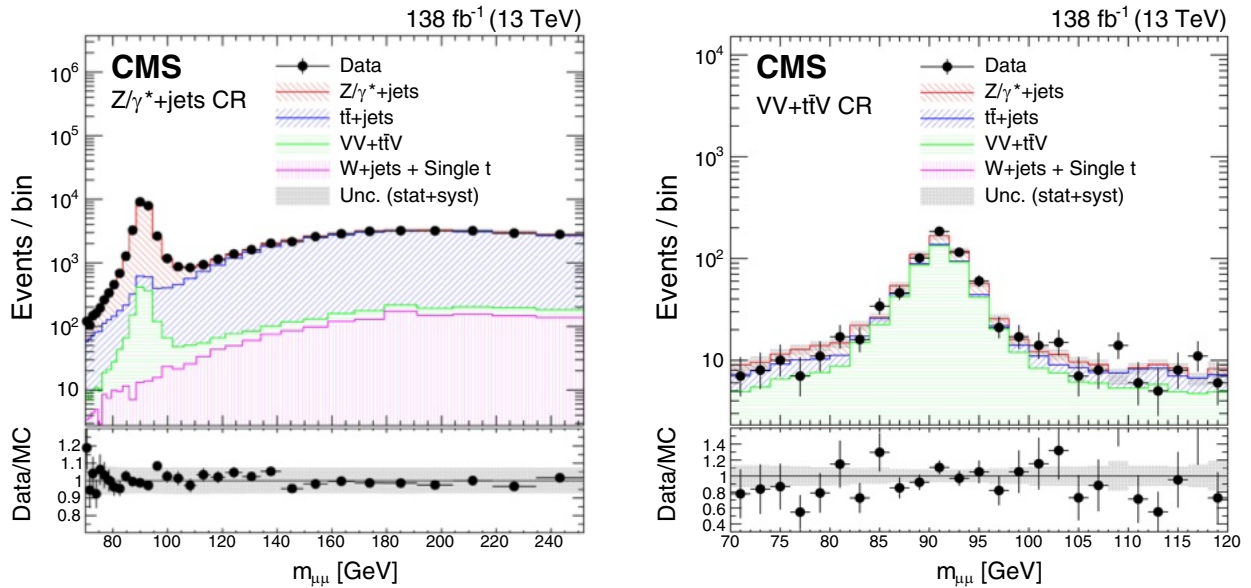 138 fb⁻¹ (13 TeV)
CMS
Z/γ*+jets CR
Data
Z/γ*+jets
tt̄+jets
VV+tt̄V
W+jets + Single t
Unc. (stat+syst)
Events / bin
10⁶
10⁵
10⁴
10³
10²
10
Data/MC
1.2
1.1
1.0
0.9
0.8
80 100 120 140 160 180 200 220 240
mμμ [GeV]
138 fb⁻¹ (13 TeV)
CMS
VV+tt̄V CR
Data
Z/γ*+jets
tt̄+jets
VV+tt̄V
W+jets + Single t
Unc. (stat+syst)
Events / bin
10⁴
10³
10²
10
Data/MC
1.4
1.2
1.0
0.8
0.6
0.4
70 75 80 85 90 95 100 105 110 115 120
mμμ [GeV]